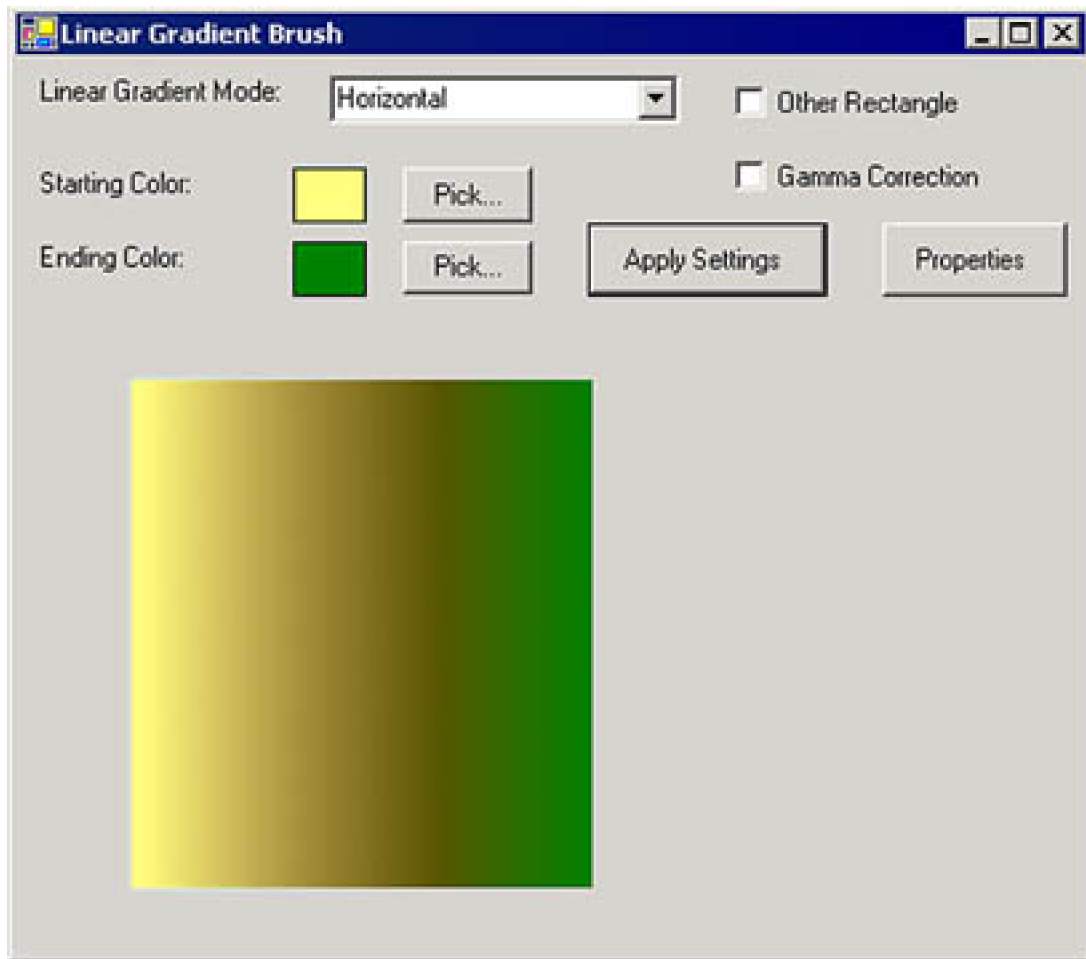 Linear Gradient Brush
Linear Gradient Mode: Horizontal
Other Rectangle
Starting Color: Pick...
Gamma Correction
Ending Color: Pick...
Apply Settings
Properties